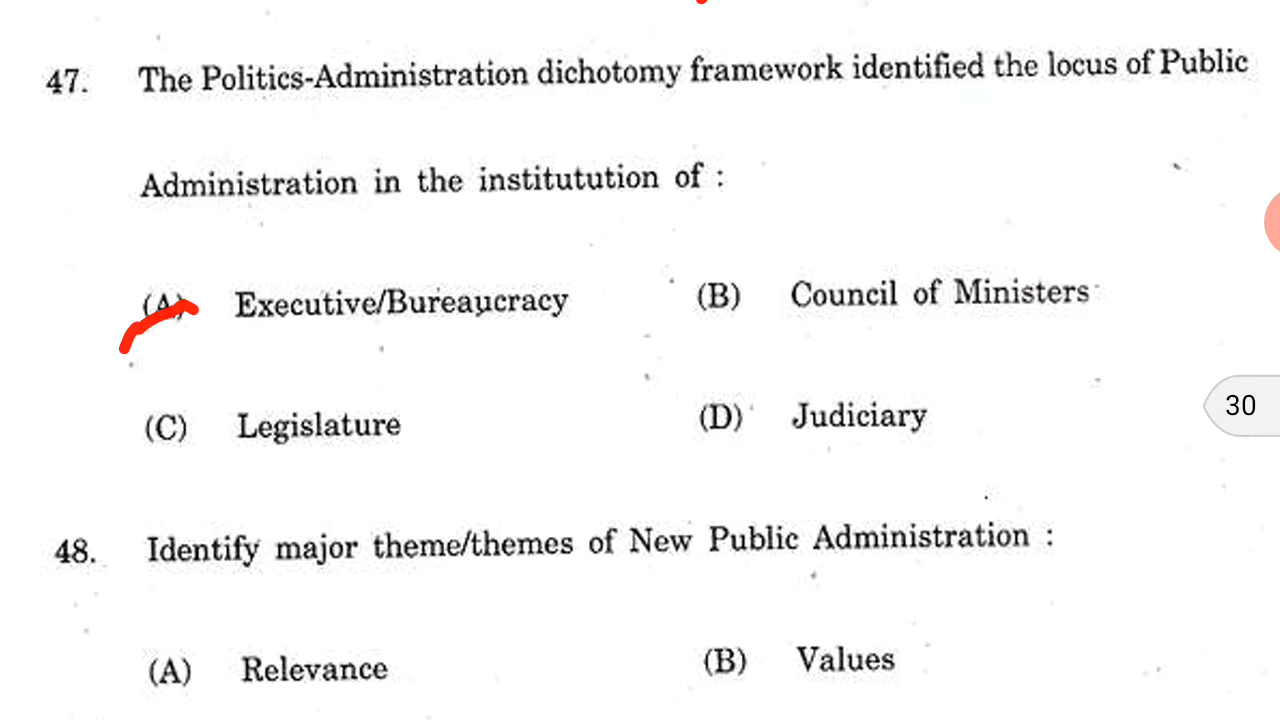 47. The Politics-Administration dichotomy framework identified the locus of Public
Administration in the institutution of :
(A) Executive/Bureaucracy (B) Council of Ministers
(C) Legislature (D) Judiciary
30
48. Identify major theme/themes of New Public Administration :
(A) Relevance (B) Values